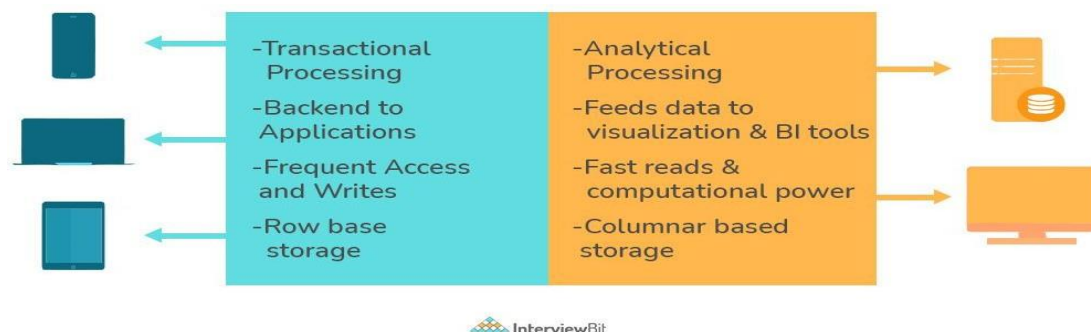 -Transactional
Processing
-Backend to
Applications
-Frequent Access
and Writes
-Row base
storage
-Analytical
Processing
-Feeds data to
visualization & BI tools
-Fast reads &
computational power
-Columnar based
storage
InterviewBit